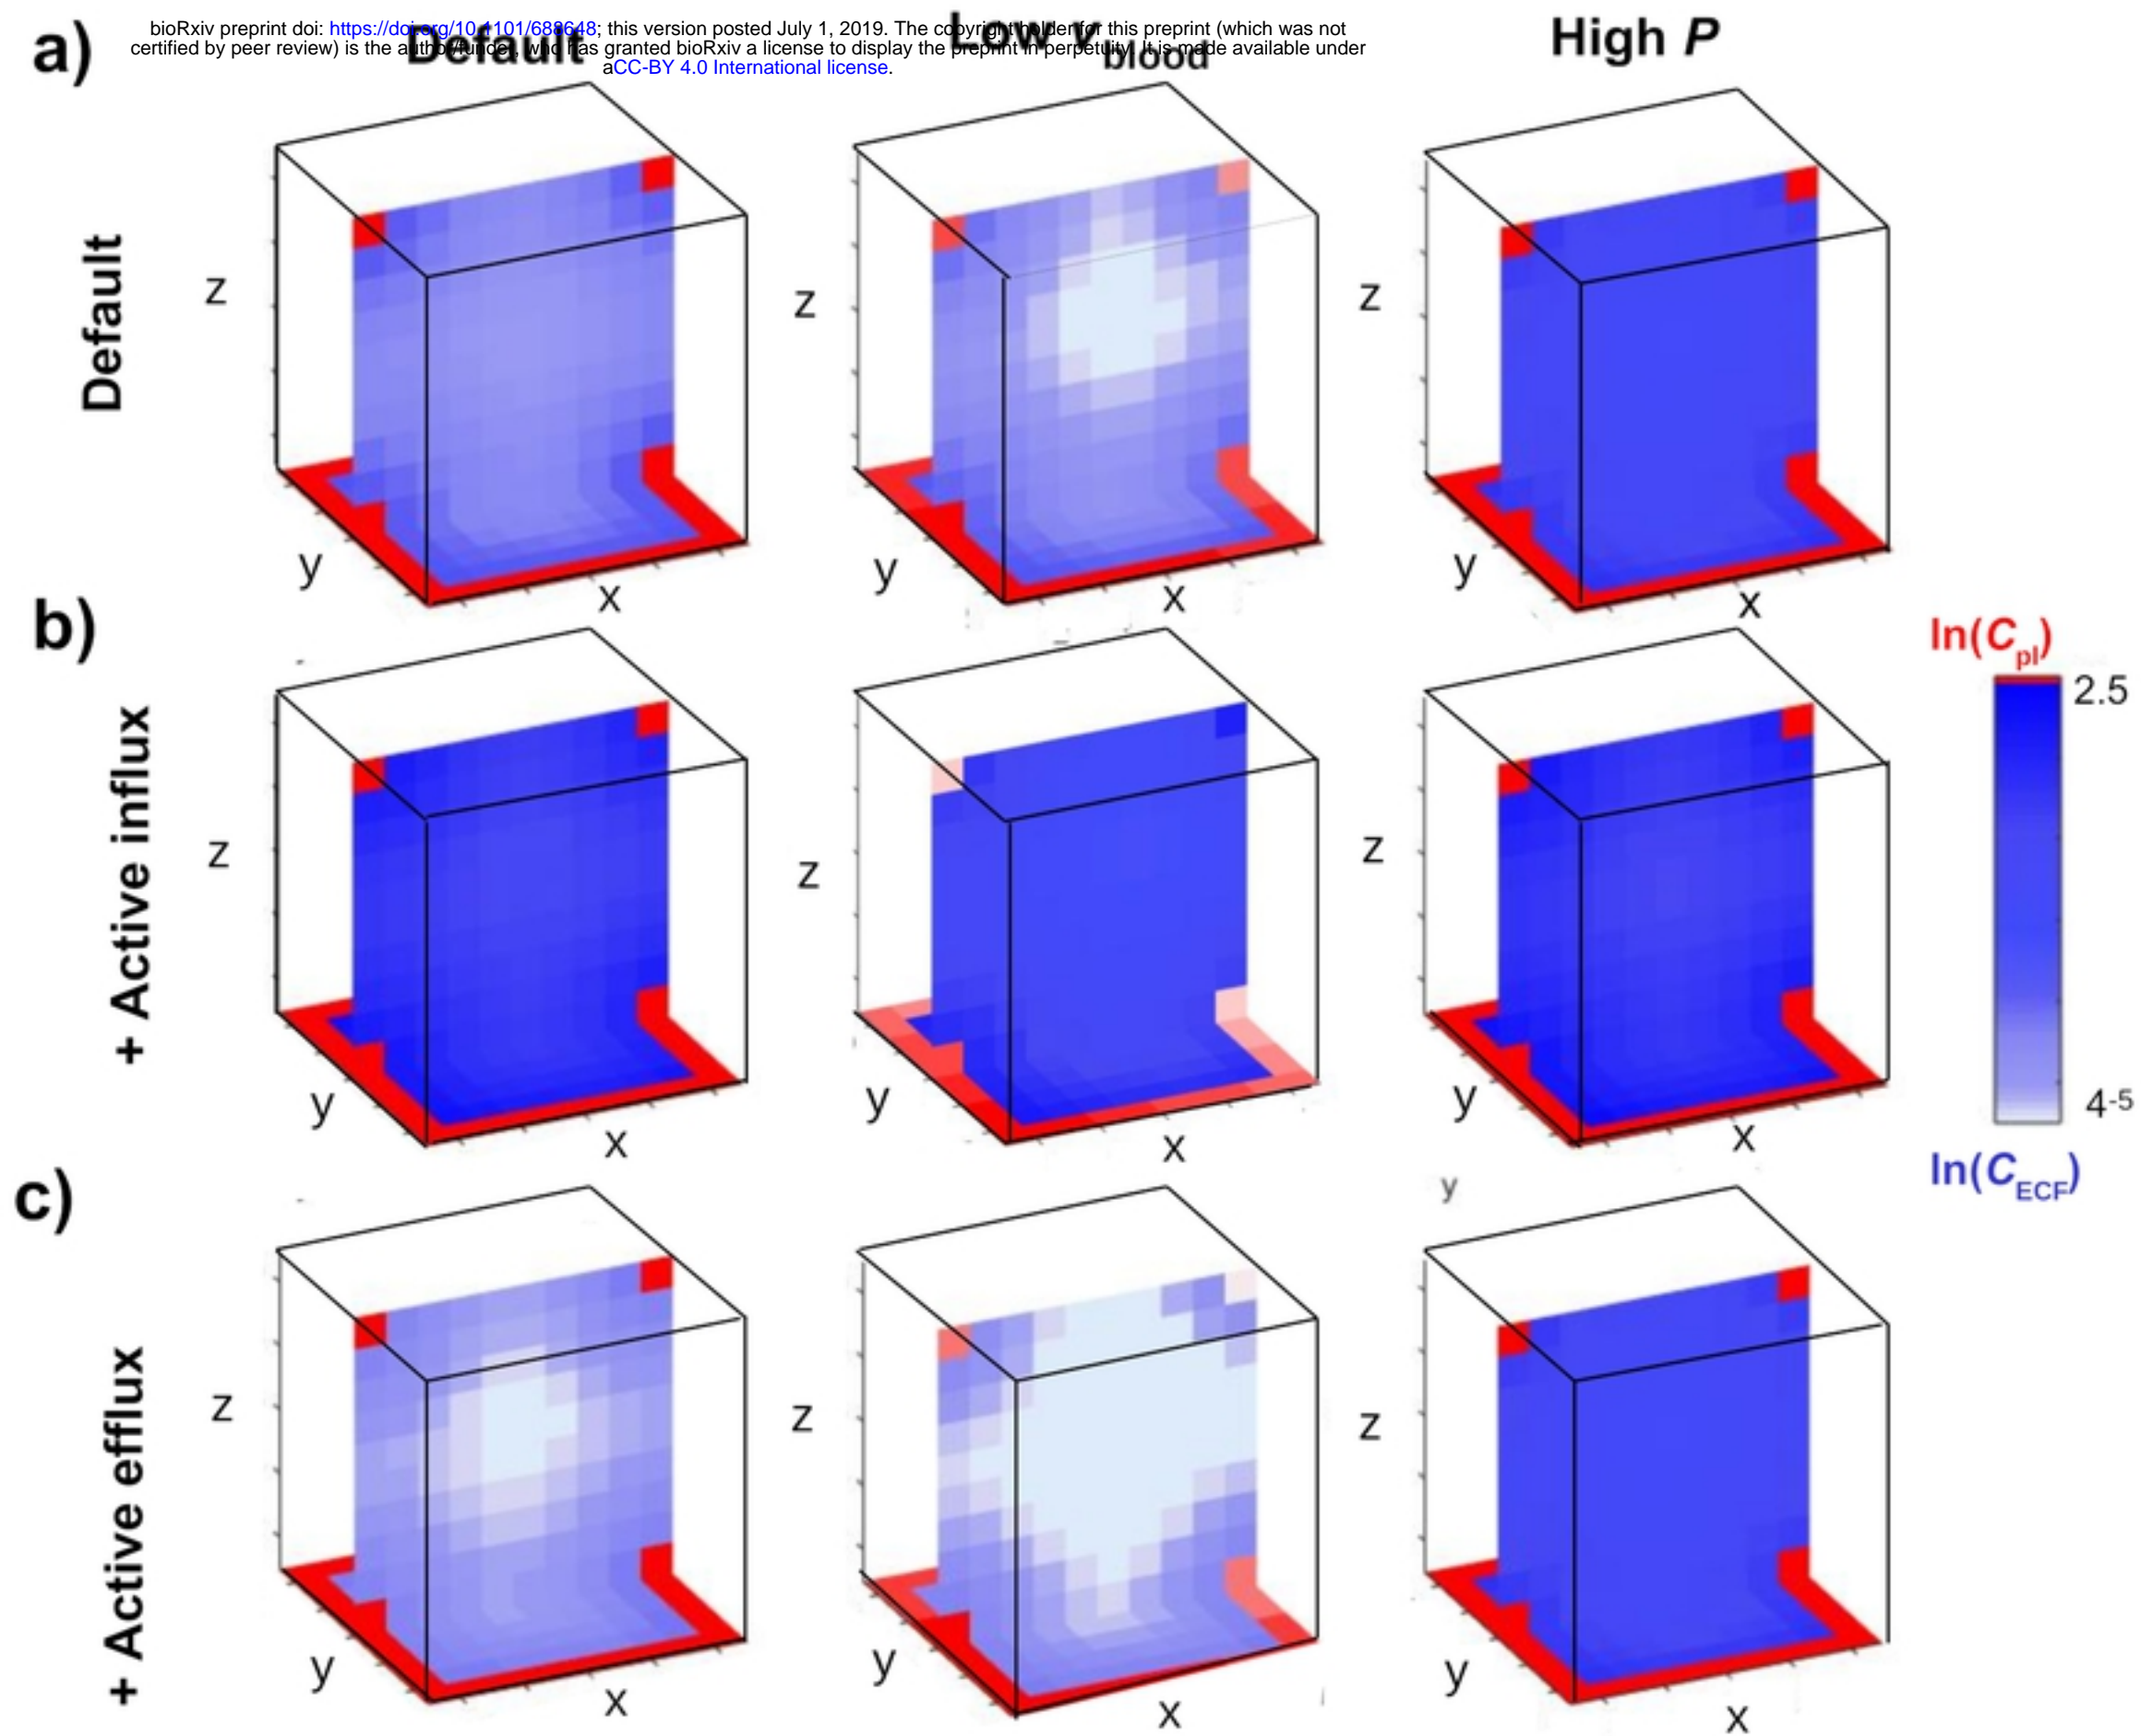 bioRxiv preprint doi: https://doi.org/10.1101/688648; this version posted July 1, 2019. The copyright holder for this preprint (which was not
certified by peer review) is the author/funder, who has granted bioRxiv a license to display the preprint in perpetuity. It is made available under
aCC-BY 4.0 International license.
a) Default Low v blood High P
Default
z z z
y x y x y x
b)
+ Active influx
z z z
y x y x y x
ln(Cpl)
2.5
4-5
ln(CECF)
c)
y
+ Active efflux
z z z
y x y x y x